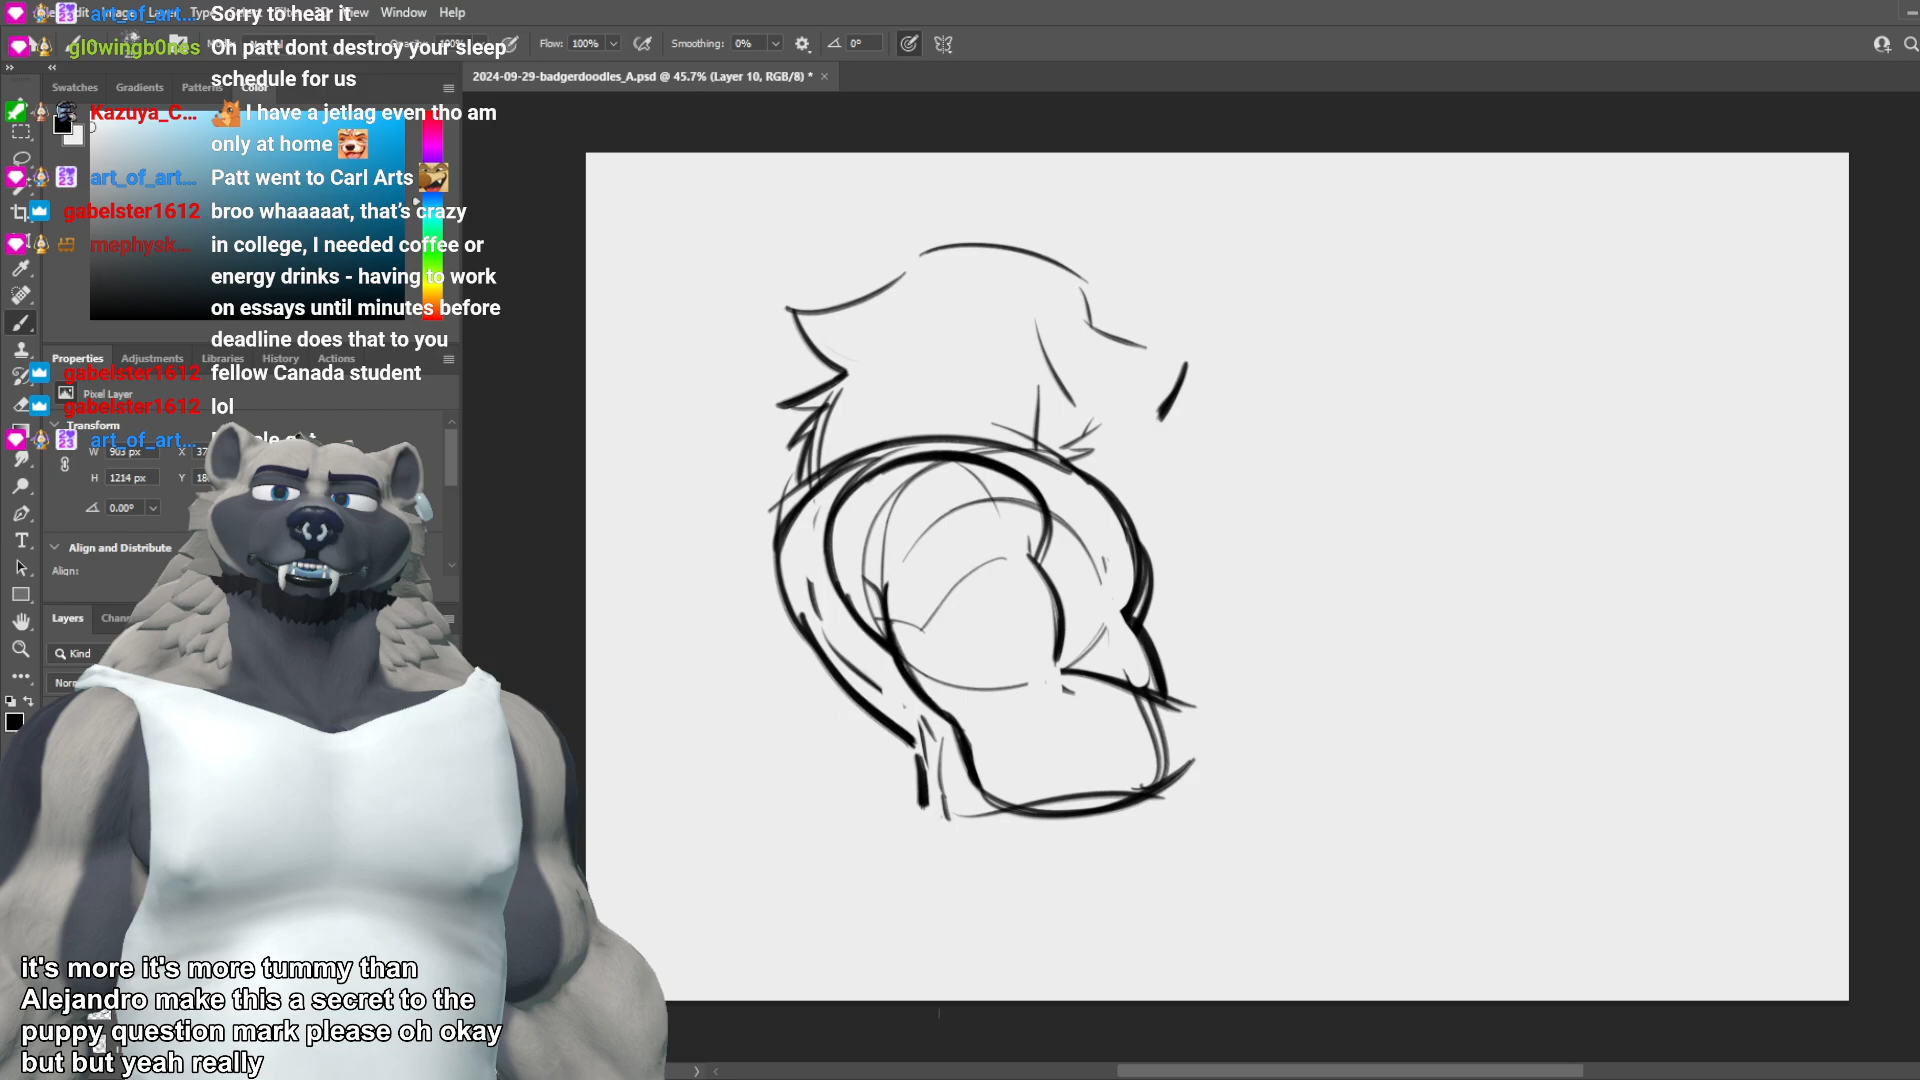 Window Help
art_of_art... Sorry to hear it
gl0wingb0nes Oh patt dont destroy your sleep
schedule for us
Flow: 100% Smoothing: 0% 0°
2024-09-29-badgerdoodles_A.psd @ 45.7% (Layer 10, RGB/8) * ×
Swatches Gradients Patterns Color
Kazuya_C... I have a jetlag even tho am
only at home
art_of_art... Patt went to Carl Arts
gabelster1612 broo whaaaaat, that's crazy
mephysk... in college, I needed coffee or
energy drinks - having to work
on essays until minutes before
deadline does that to you
Properties Adjustments Libraries History Actions
gabelster1612 fellow Canada student
Pixel Layer
gabelster1612 lol
Transform
art_of_art...
W 903 px X
H 1214 px Y
0.00°
Align and Distribute
Align:
Layers
Kind
it's more it's more tummy than
Alejandro make this a secret to the
puppy question mark please oh okay
but but yeah really